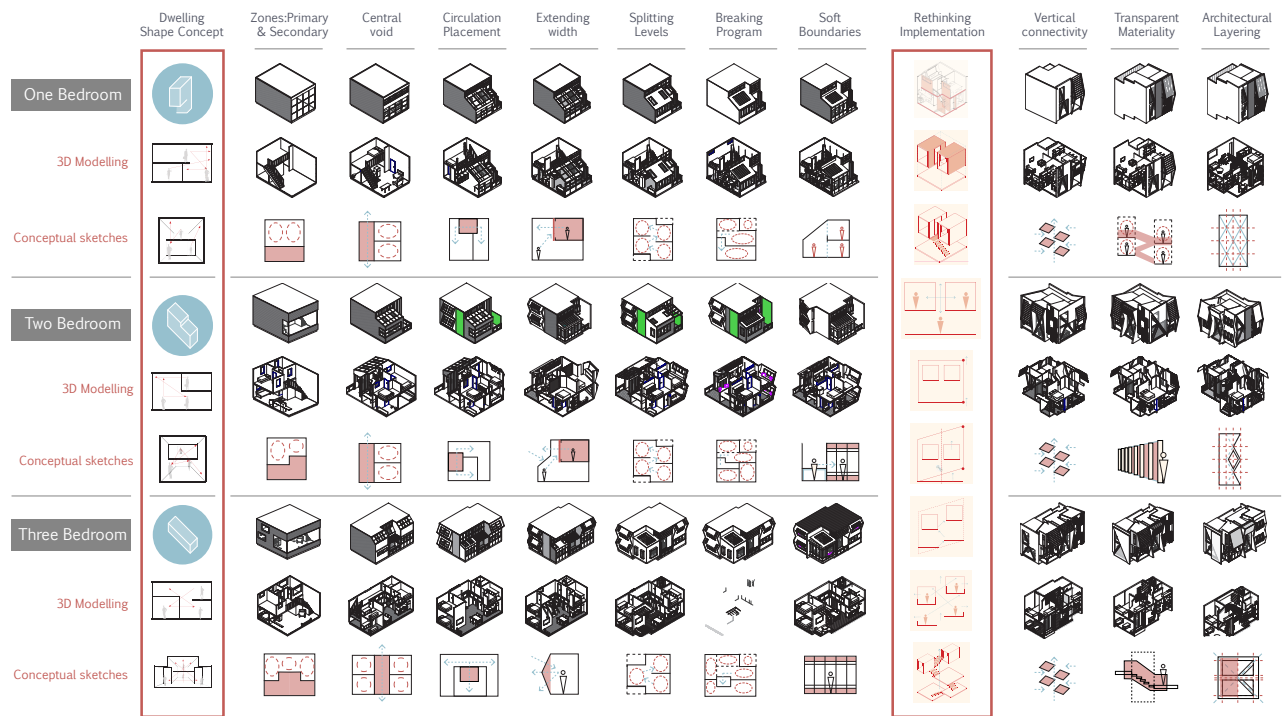 Dwelling
Shape Concept
Zones:Primary
& Secondary
Central
void
Circulation
Placement
Extending
width
Splitting
Levels
Breaking
Program
Soft
Boundaries
Rethinking
Implementation
Vertical
connectivity
Transparent
Materiality
Architectural
Layering
One Bedroom
3D Modelling
Conceptual sketches
Two Bedroom
3D Modelling
Conceptual sketches
Three Bedroom
3D Modelling
Conceptual sketches